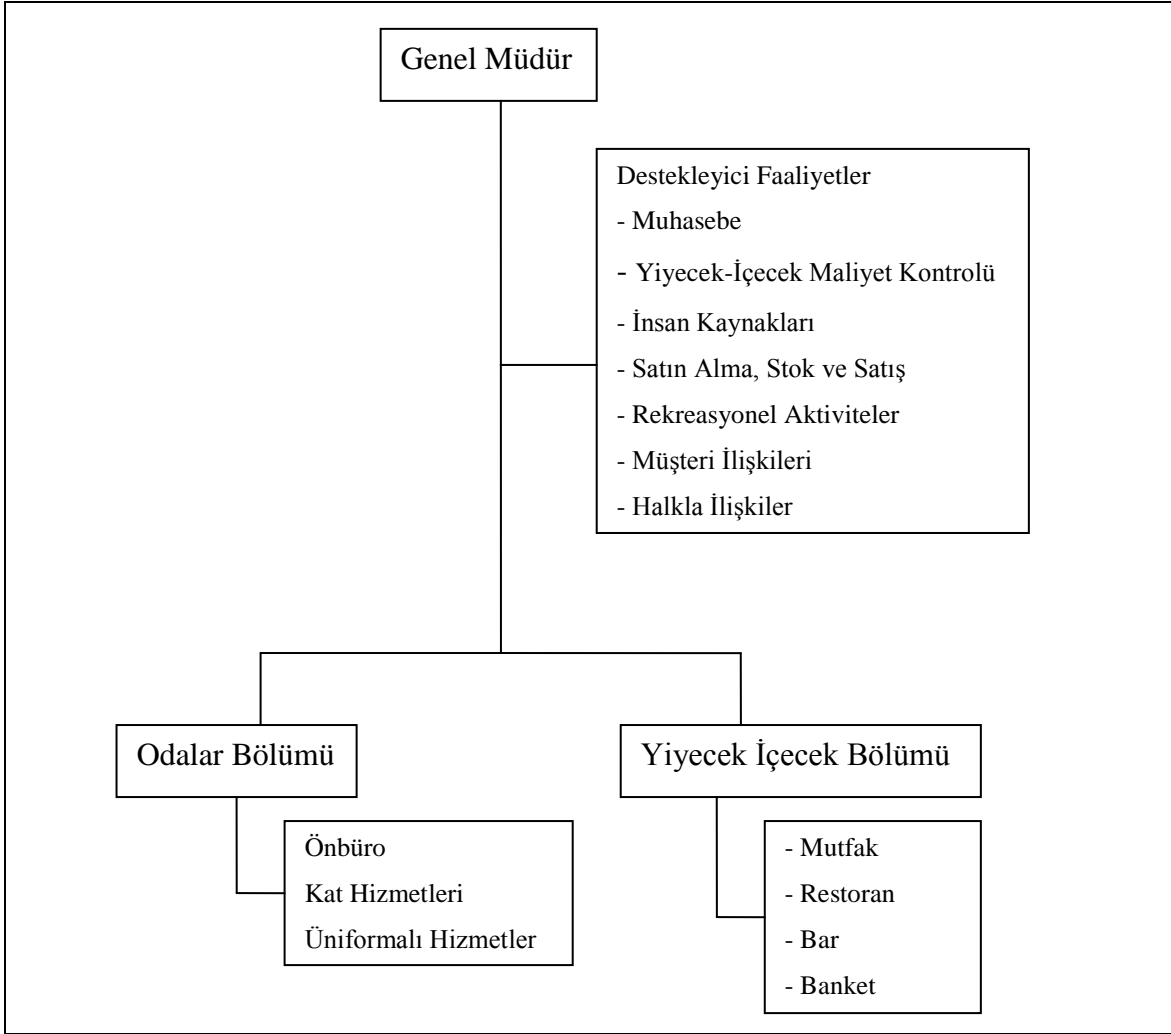 Genel Müdür
Destekleyici Faaliyetler
- Muhasebe
- Yiyecek-İçecek Maliyet Kontrolü
- İnsan Kaynakları
- Satın Alma, Stok ve Satış
- Rekreasyonel Aktiviteler
- Müşteri İlişkileri
- Halkla İlişkiler
Odalar Bölümü
Önbüro
Kat Hizmetleri
Üniformalı Hizmetler
Yiyecek İçecek Bölümü
- Mutfak
- Restoran
- Bar
- Banket